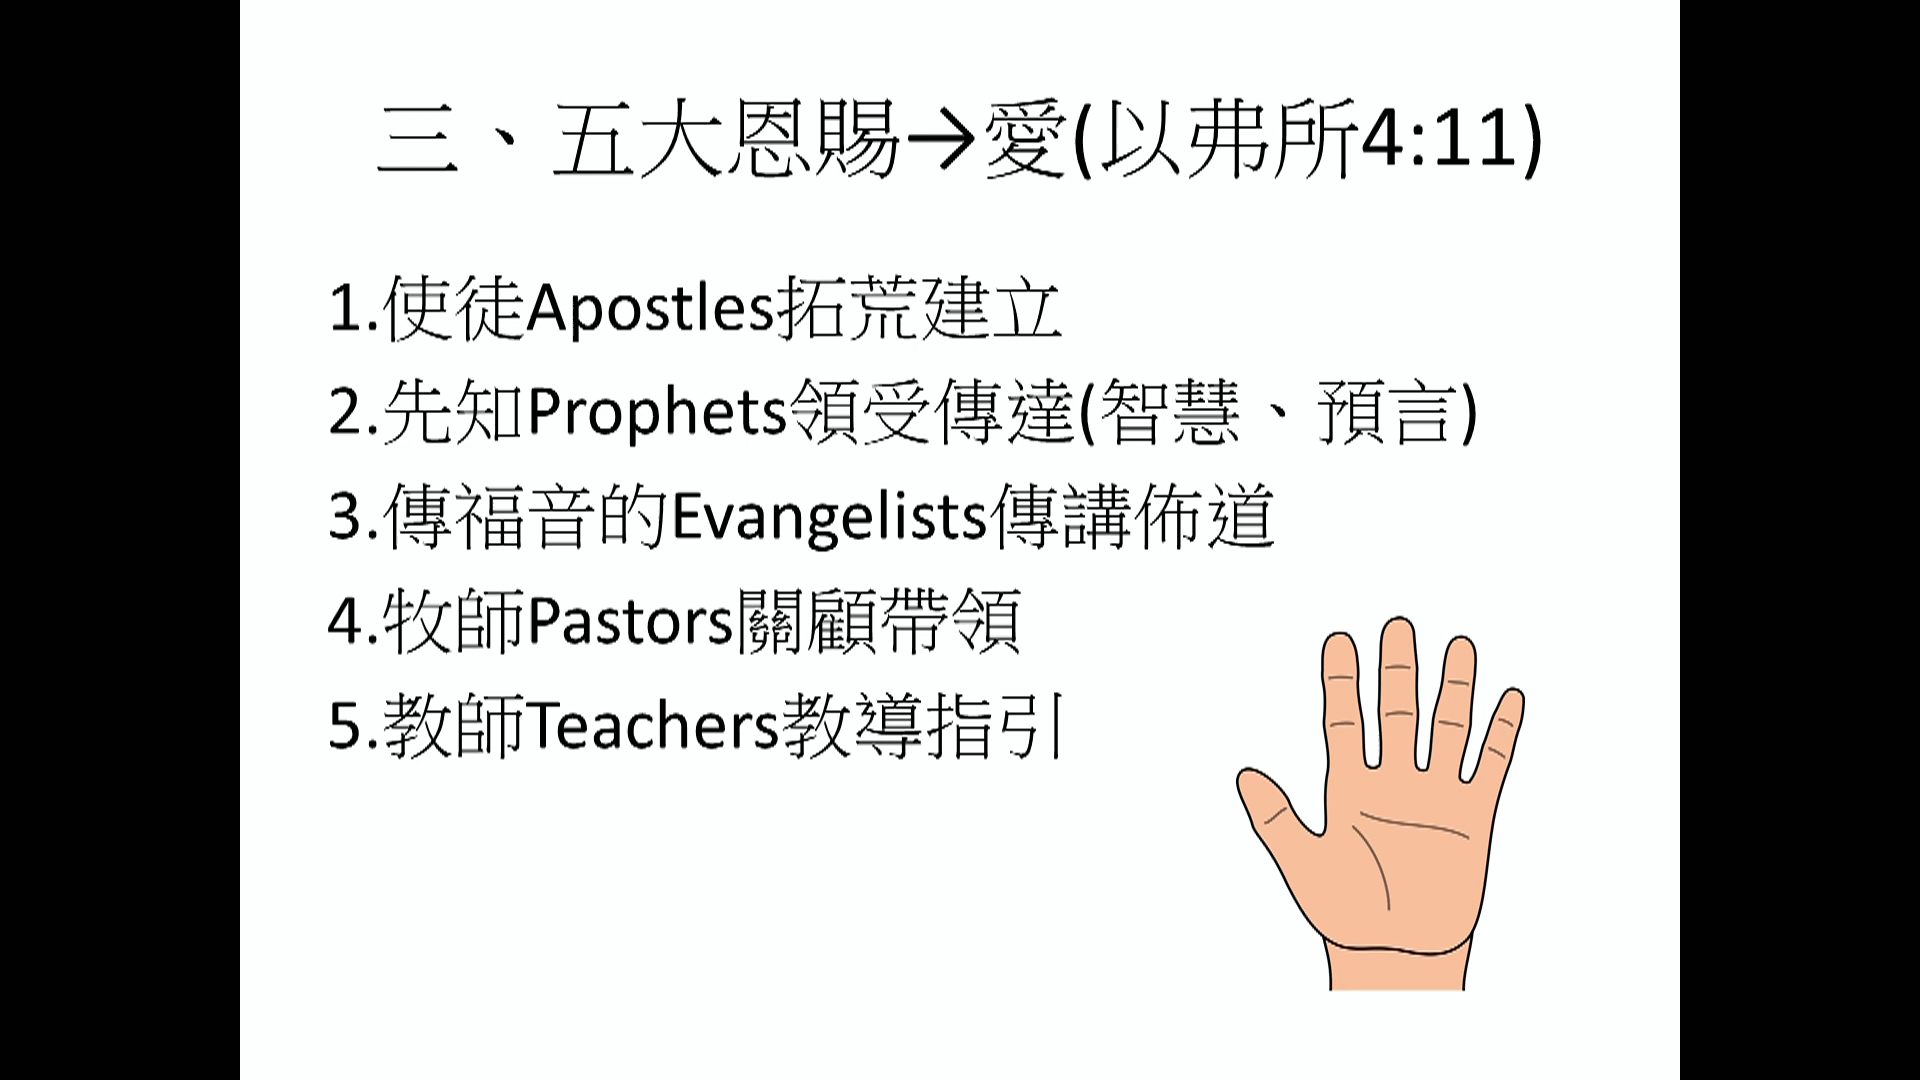 三、五大恩賜→愛(以弗所4:11)
1.使徒Apostles拓荒建立
2.先知Prophets領受傳達(智慧、預言)
3.傳福音的Evangelists傳講佈道
4.牧師Pastors關顧帶領
5.教師Teachers教導指引